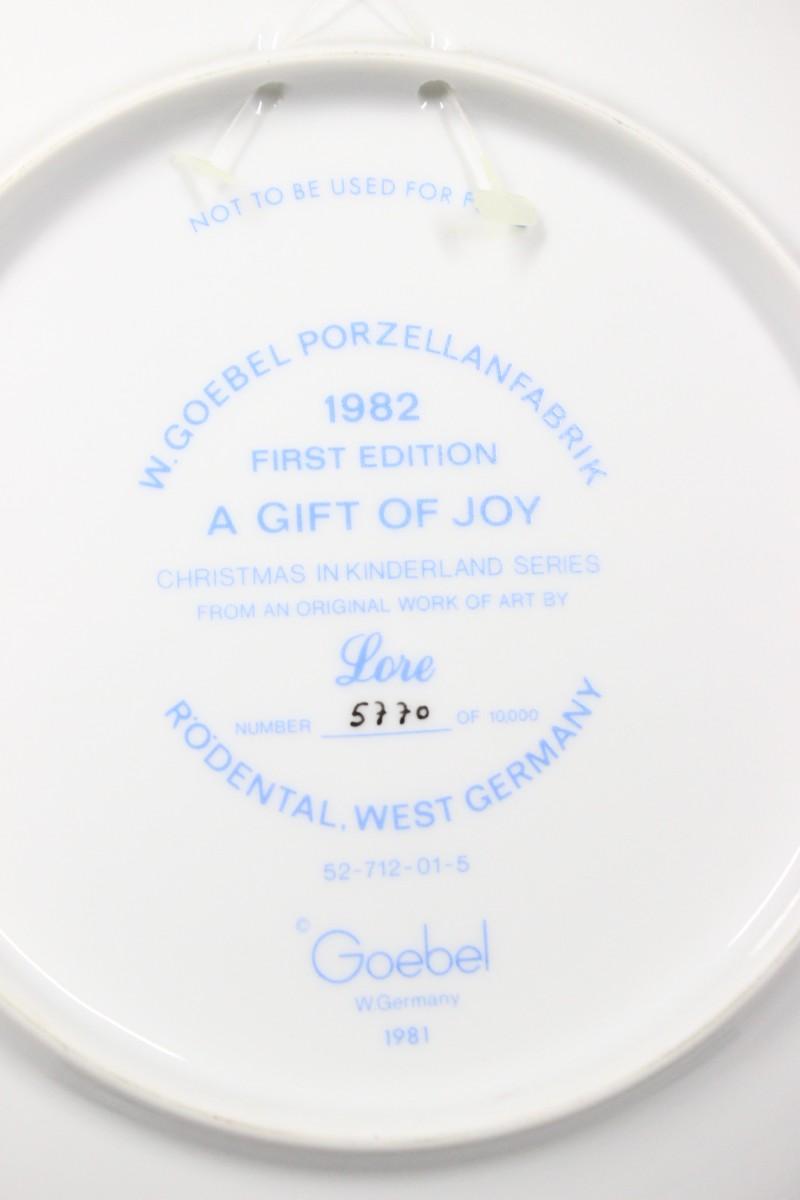 NOT TO BE USED FOR
W. GOEBEL PORZELLANFABRIK
1982
FIRST EDITION
A GIFT OF JOY
CHRISTMAS IN KINDERLAND SERIES
FROM AN ORIGINAL WORK OF ART BY
Lore
NUMBER 5770 OF 10,000
RÖDENTAL, WEST GERMANY
52-712-01-5
© Goebel
W.Germany
1981